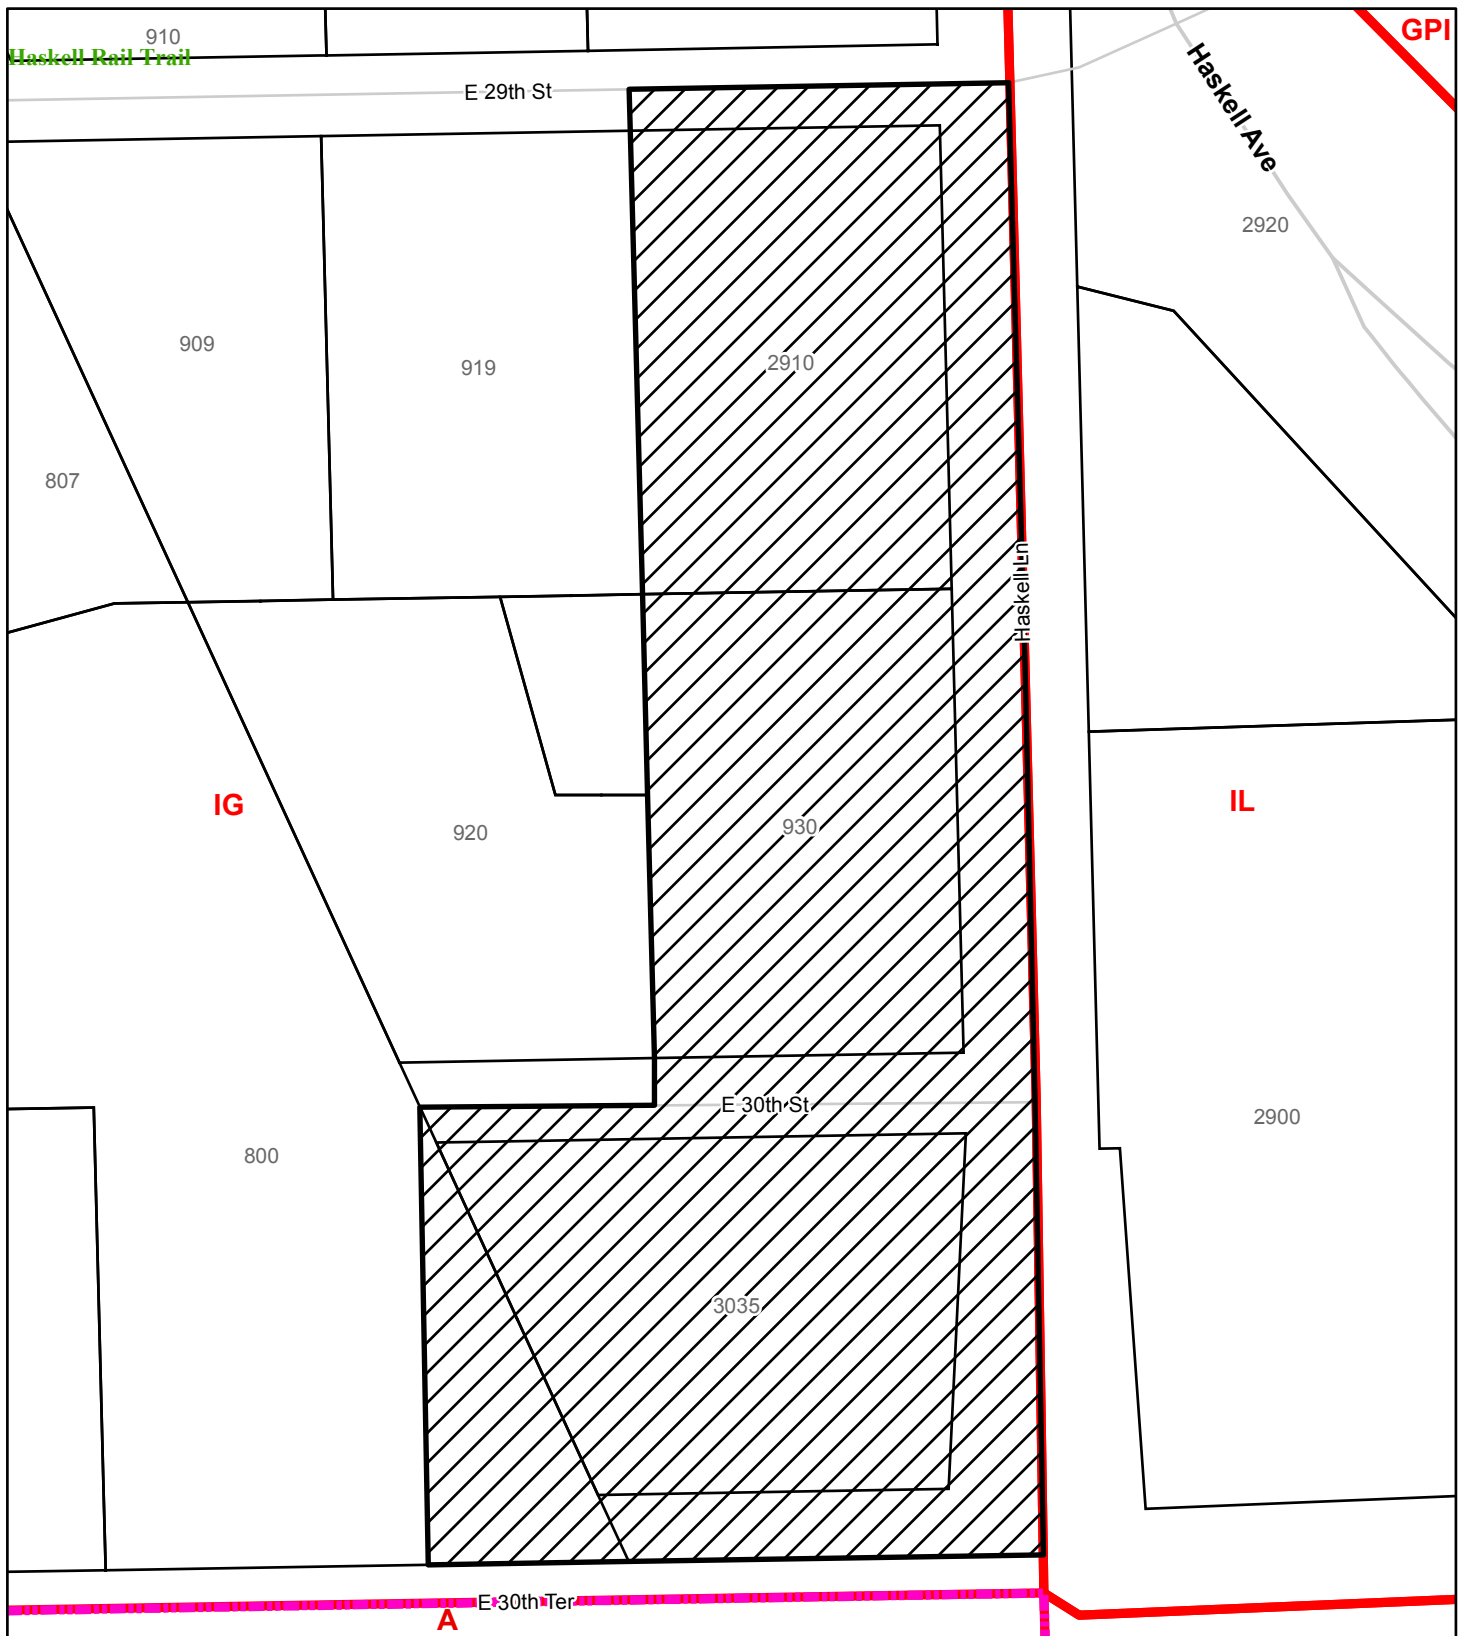 910
GPI
Haskell Rail Trail
E 29th St
Haskell Ave
2920
909
919
2910
807
Haskell Ln
IG
920
930
IL
E 30th St
2900
800
3035
E 30th Ter
A